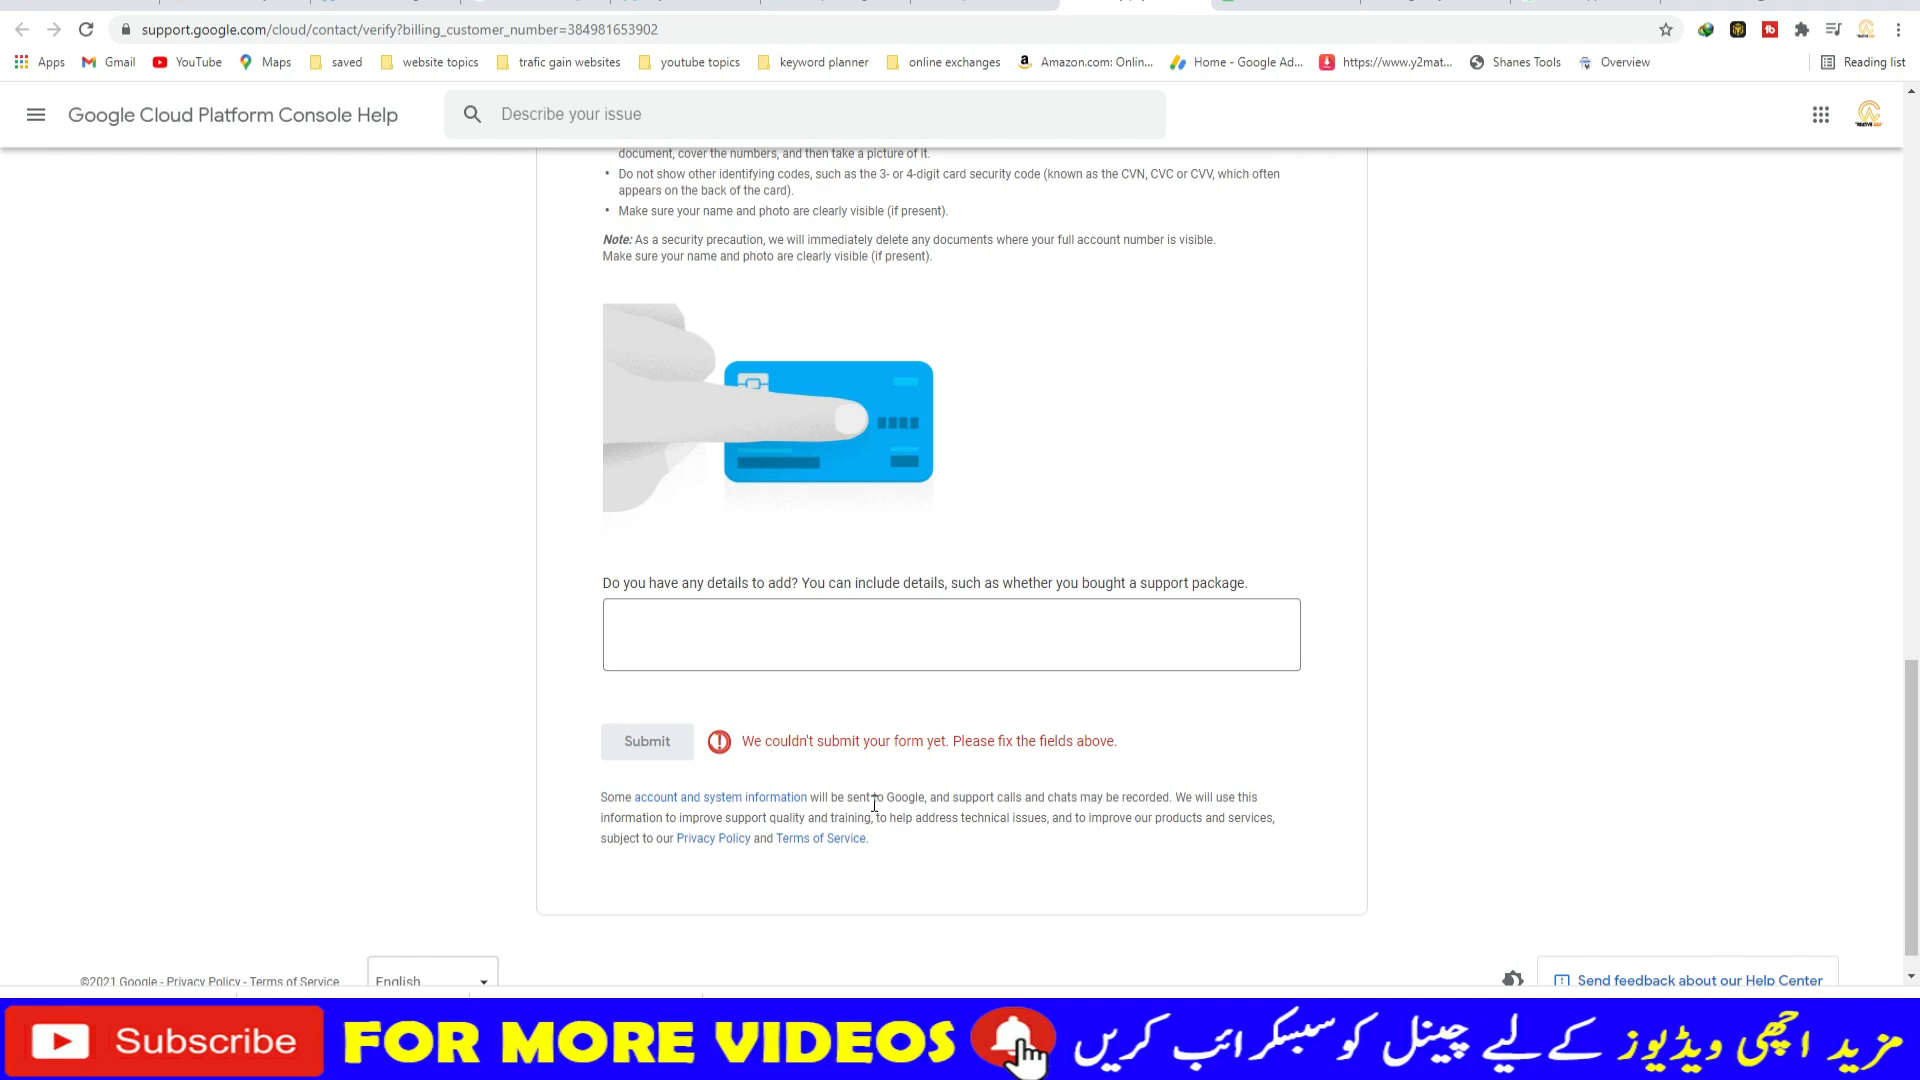 support.google.com/cloud/contact/verify?billing_customer_number=384981653902
Apps Gmail YouTube Maps saved website topics trafic gain websites youtube topics keyword planner online exchanges Amazon.com: Onlin... Home - Google Ad... https://www.y2mat... Shanes Tools Overview Reading list
Google Cloud Platform Console Help
Describe your issue
document, cover the numbers, and then take a picture of it.
• Do not show other identifying codes, such as the 3- or 4-digit card security code (known as the CVN, CVC or CVV, which often
appears on the back of the card).
• Make sure your name and photo are clearly visible (if present).
Note: As a security precaution, we will immediately delete any documents where your full account number is visible.
Make sure your name and photo are clearly visible (if present).
Do you have any details to add? You can include details, such as whether you bought a support package.
Submit
We couldn't submit your form yet. Please fix the fields above.
Some account and system information will be sent to Google, and support calls and chats may be recorded. We will use this
information to improve support quality and training, to help address technical issues, and to improve our products and services,
subject to our Privacy Policy and Terms of Service.
©2021 Google - Privacy Policy - Terms of Service
English
Send feedback about our Help Center
Subscribe
FOR MORE VIDEOS
مزید اچھی ویڈیوز کے لیے چینل کو سبسکرائب کریں